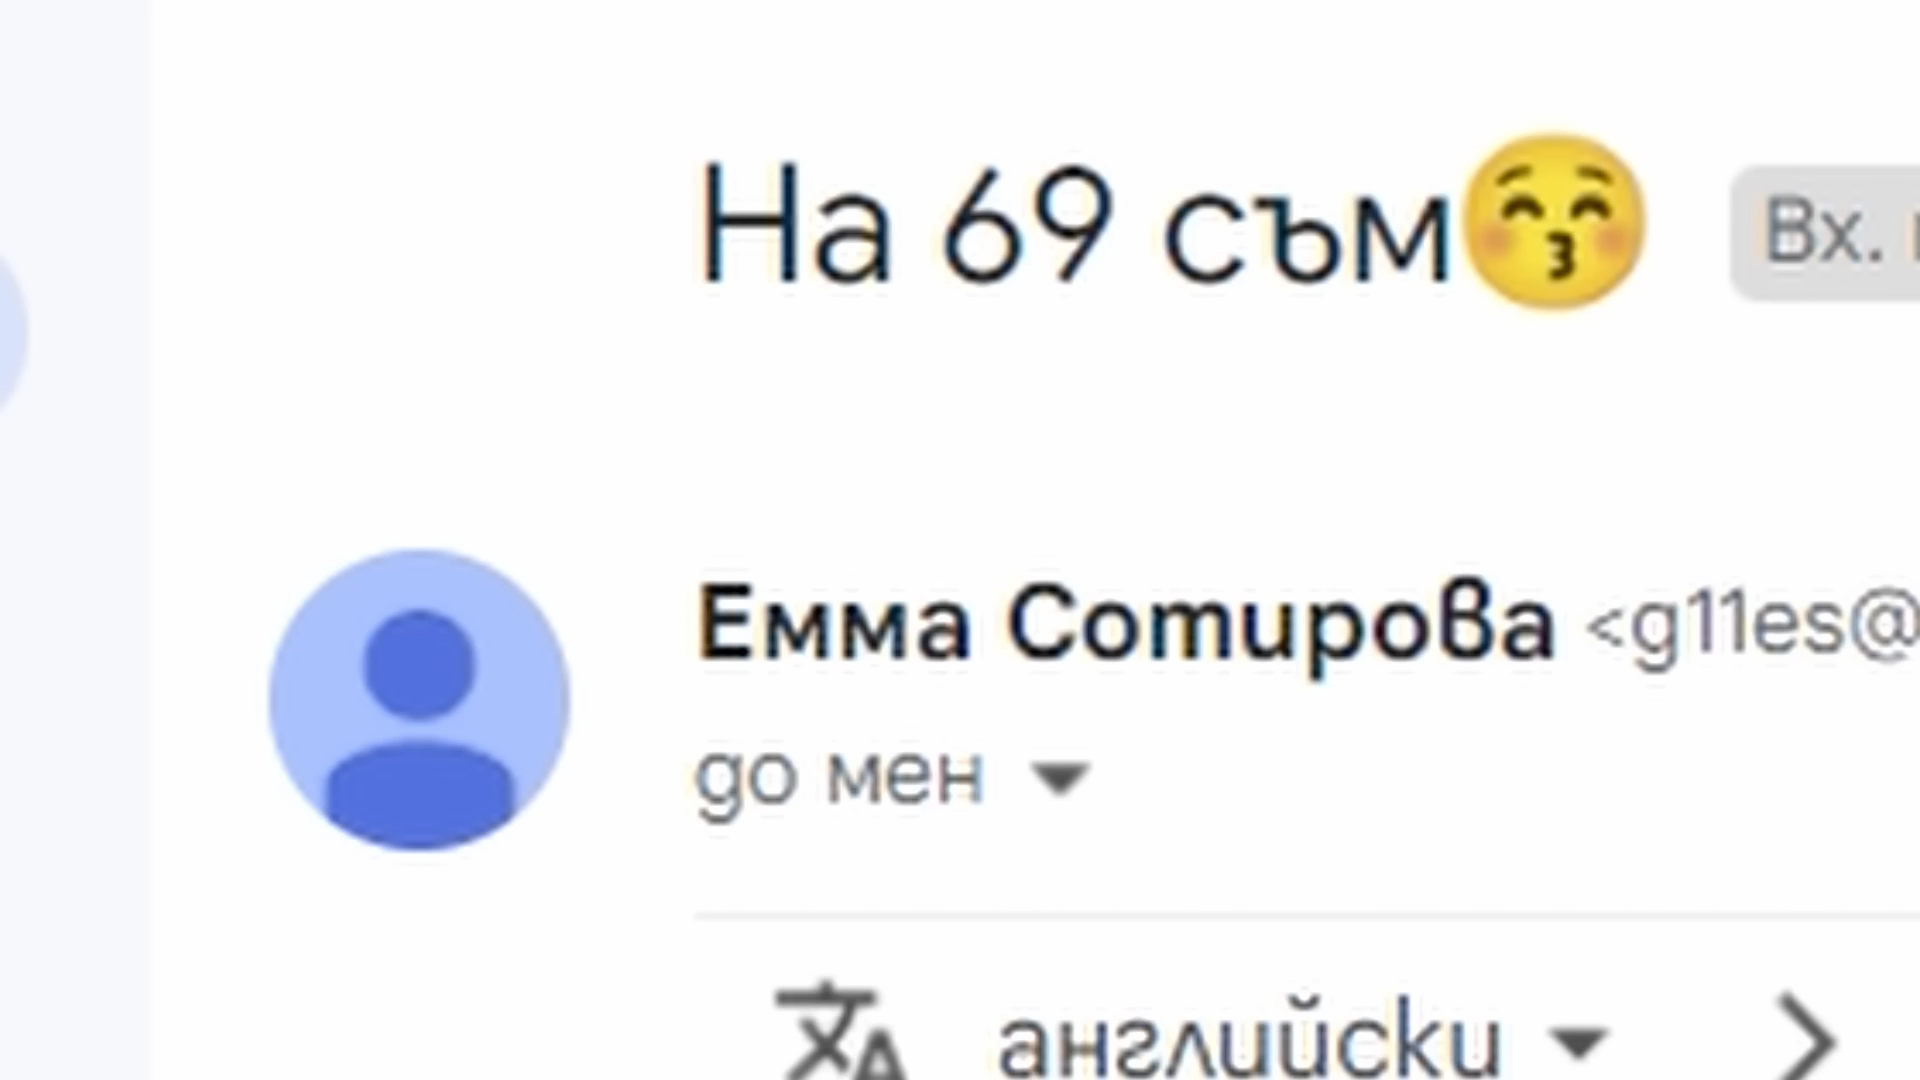 На 69 съм😚 Вх.
Емма Сотирова <g11es@
до мен
английски